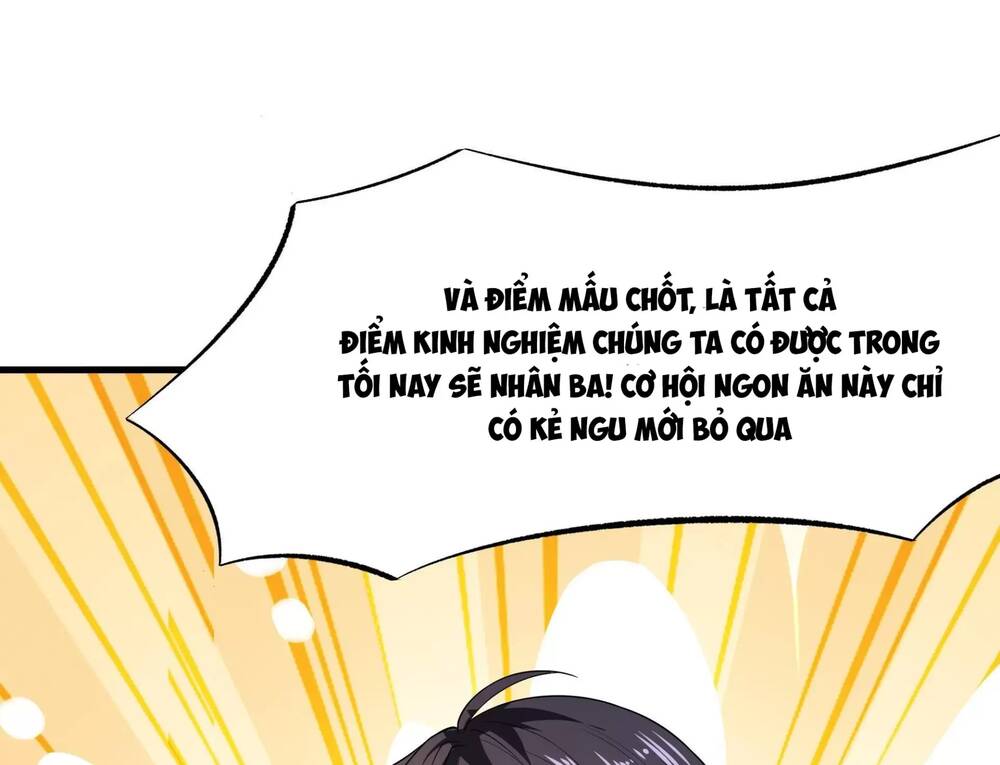 VÀ ĐIỂM MẤU CHỐT, LÀ TẤT CẢ
ĐIỂM KINH NGHIỆM CHÚNG TA CÓ ĐƯỢC TRONG
TỐI NAY SẼ NHÂN BA! CƠ HỘI NGON ĂN NÀY CHỈ
CÓ KẺ NGU MỚI BỎ QUA